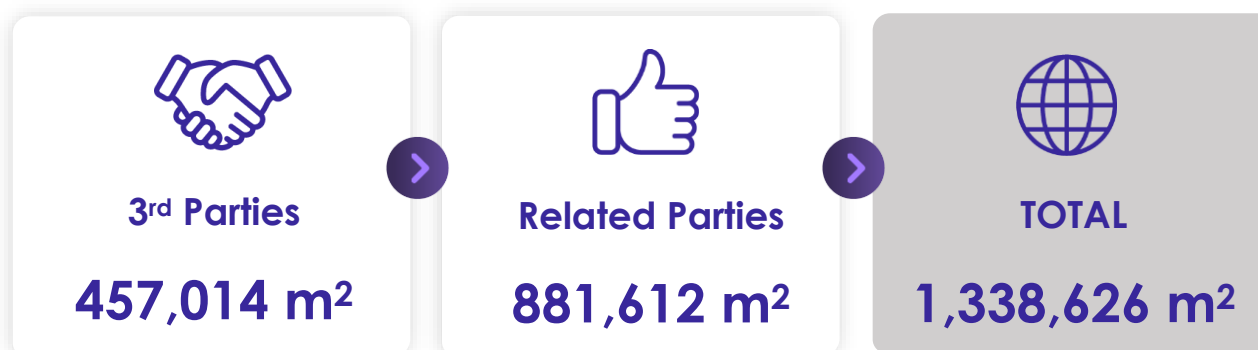 3rd Parties
457,014 m²
Related Parties
881,612 m²
TOTAL
1,338,626 m²